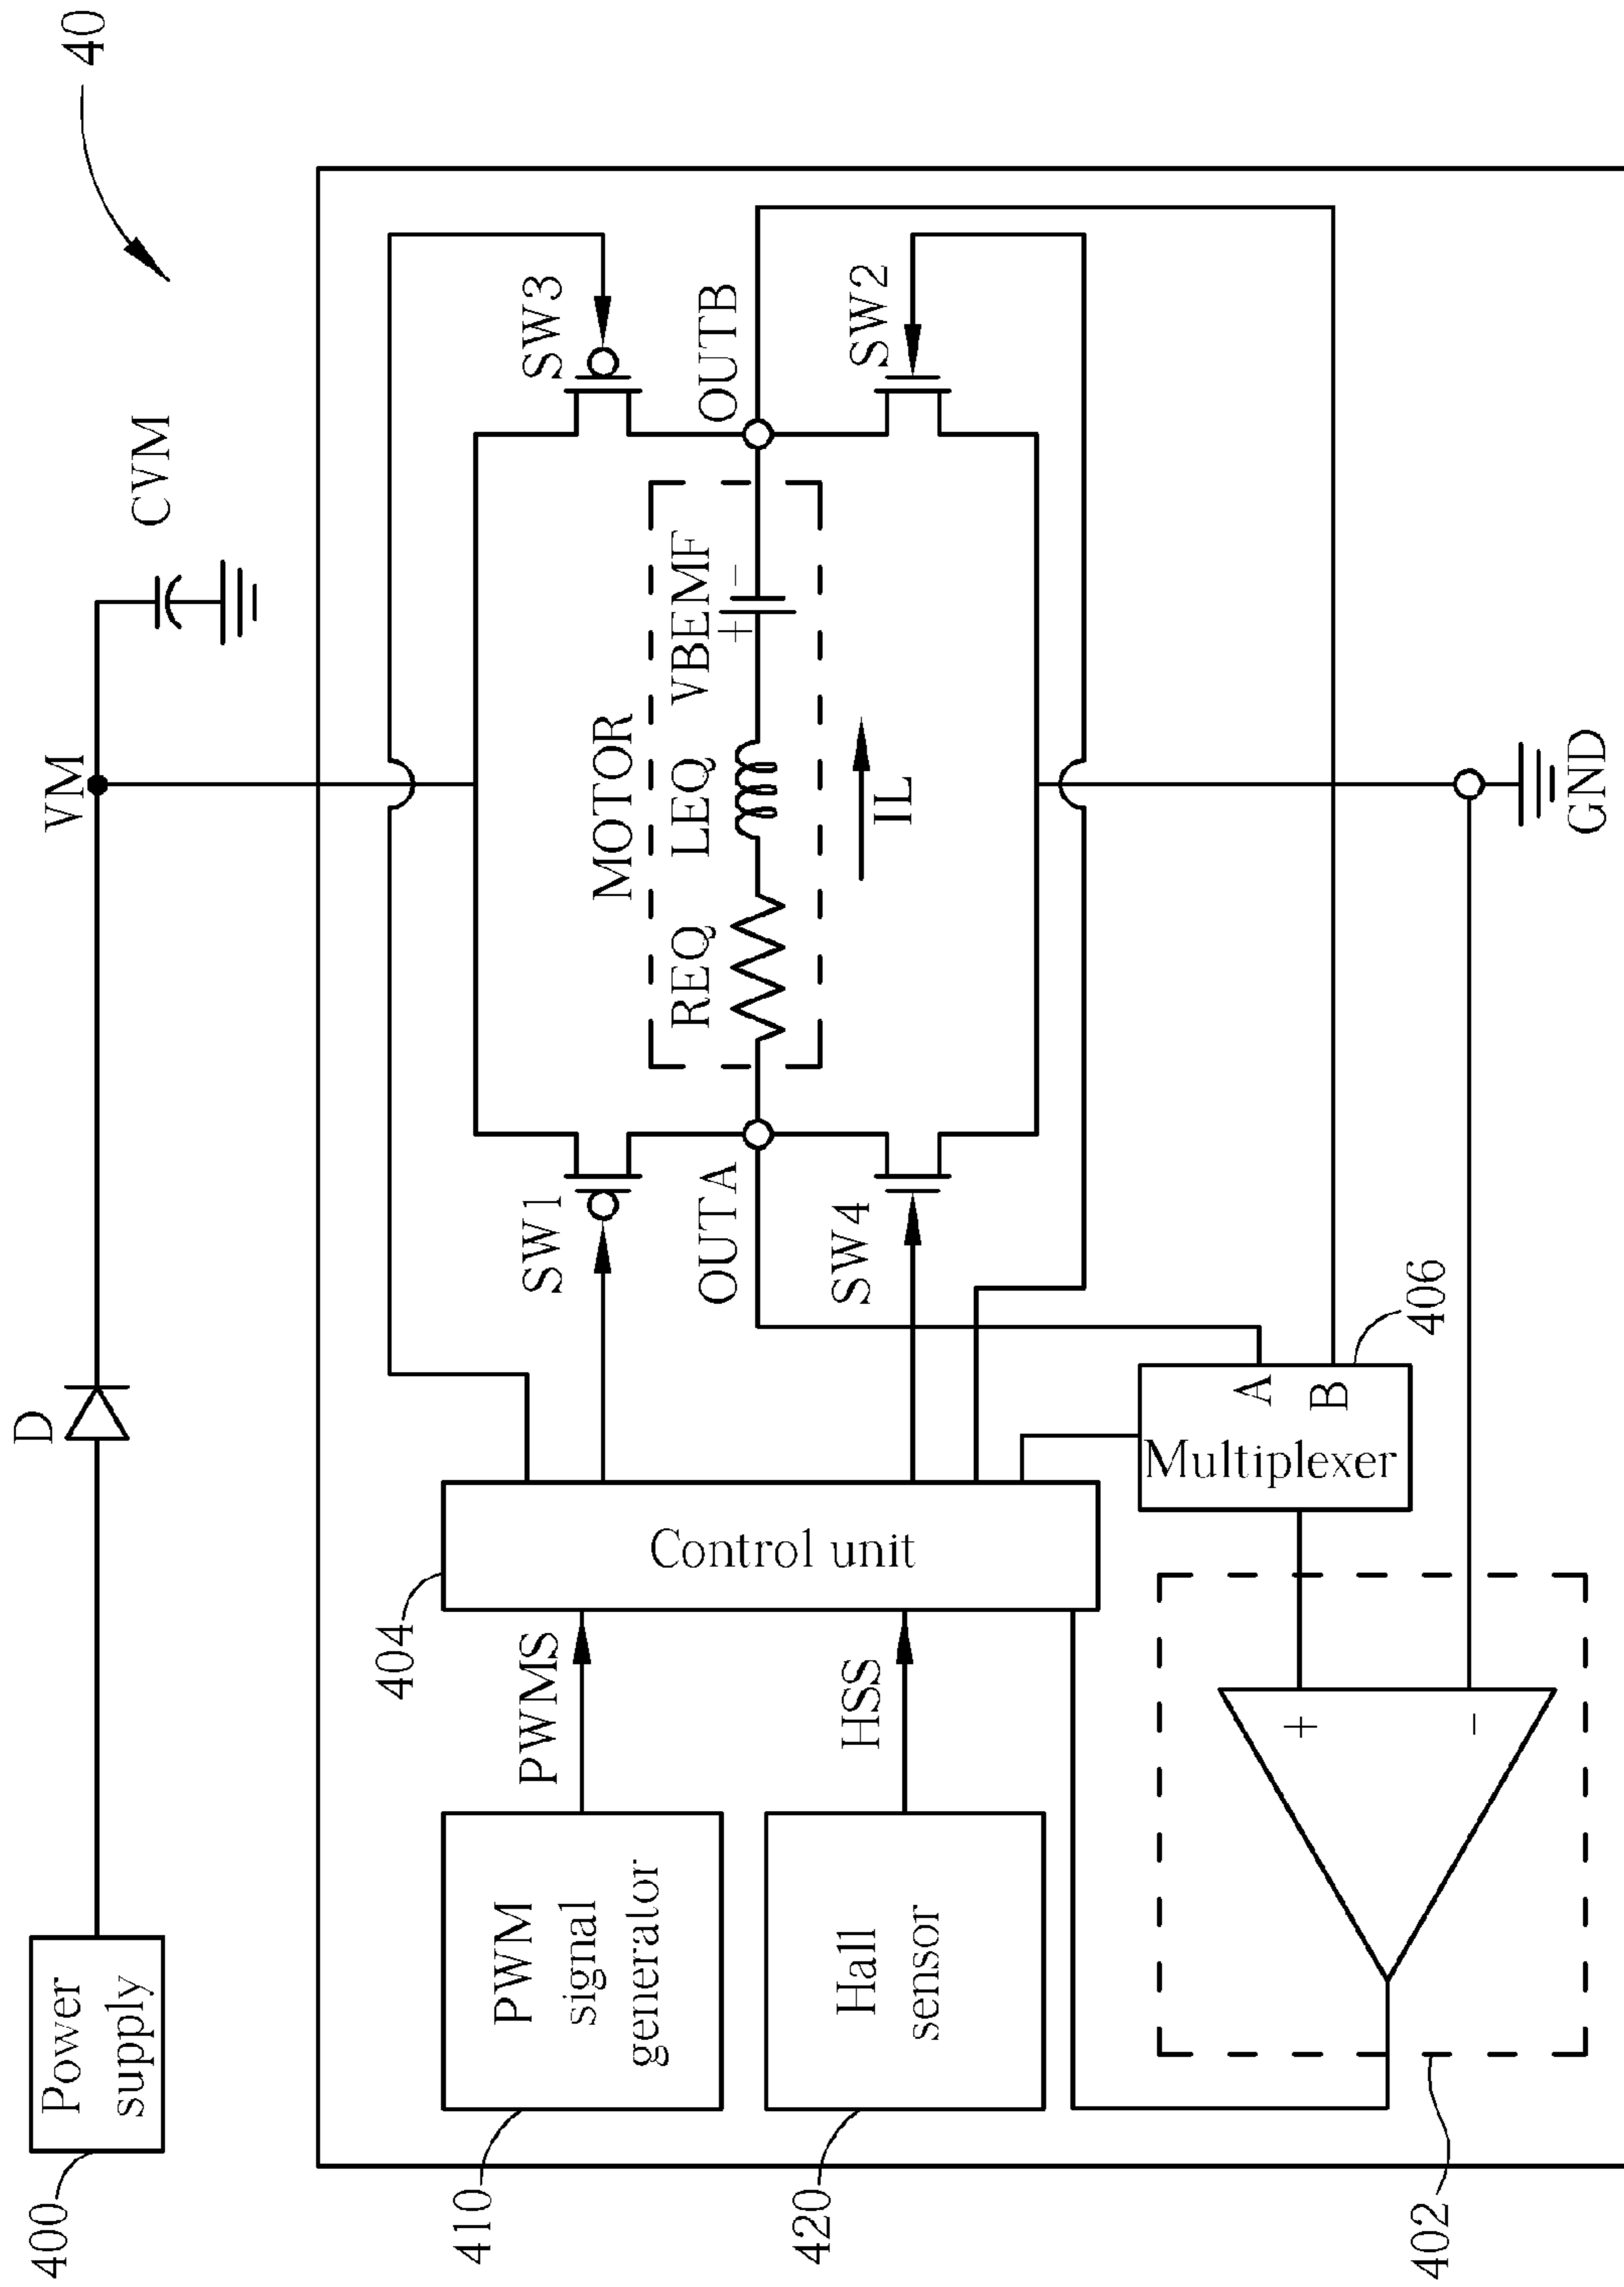 40
Power
supply
400
D
VM
CVM
PWM
signal
generator
410
PWMS
Hall
sensor
420
HSS
404
Control unit
SW1
SW3
OUTA
OUTB
SW4
SW2
MOTOR
REQ
LEQ
VBEMF
+
-
IL
A
B
Multiplexer
406
+
-
402
GND